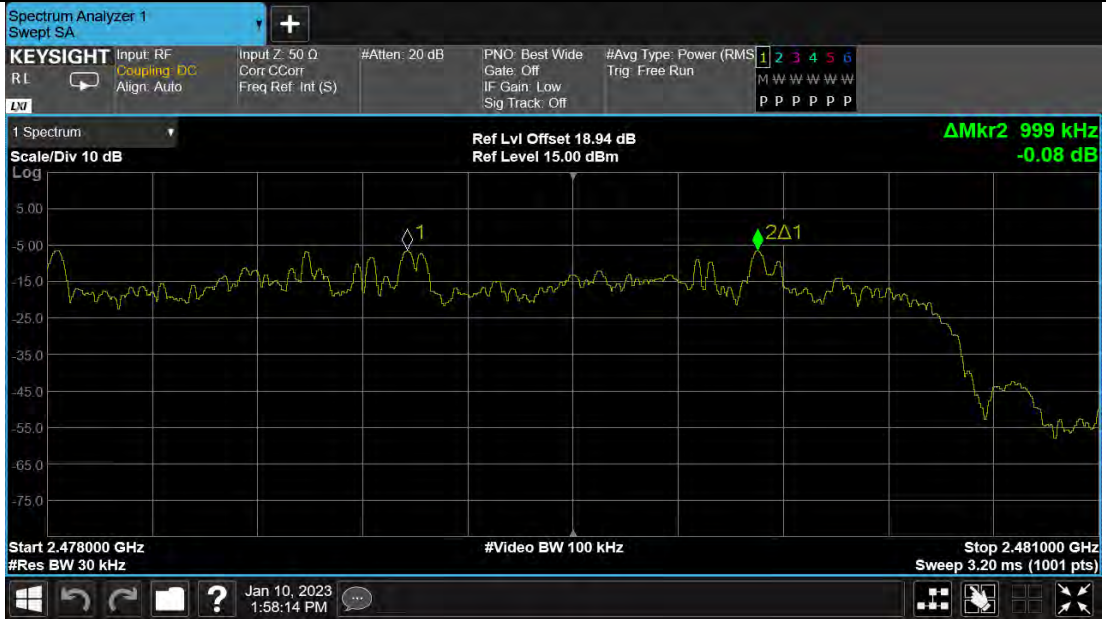 Spectrum Analyzer 1
Swept SA
KEYSIGHT
R L
LXI
Input: RF
Coupling: DC
Align: Auto
Input Z: 50 Ω
Corr CCorr
Freq Ref: Int (S)
#Atten: 20 dB
PNO: Best Wide
Gate: Off
IF Gain: Low
Sig Track: Off
#Avg Type: Power (RMS
Trig: Free Run
1 2 3 4 5 6
M W W W W W
P P P P P P
1 Spectrum
Scale/Div 10 dB
Log
Ref Lvl Offset 18.94 dB
Ref Level 15.00 dBm
ΔMkr2 999 kHz
-0.08 dB
5.00
-5.00
-15.0
-25.0
-35.0
-45.0
-55.0
-65.0
-75.0
1
2Δ1
Start 2.478000 GHz
#Res BW 30 kHz
#Video BW 100 kHz
Stop 2.481000 GHz
Sweep 3.20 ms (1001 pts)
Jan 10, 2023
1:58:14 PM